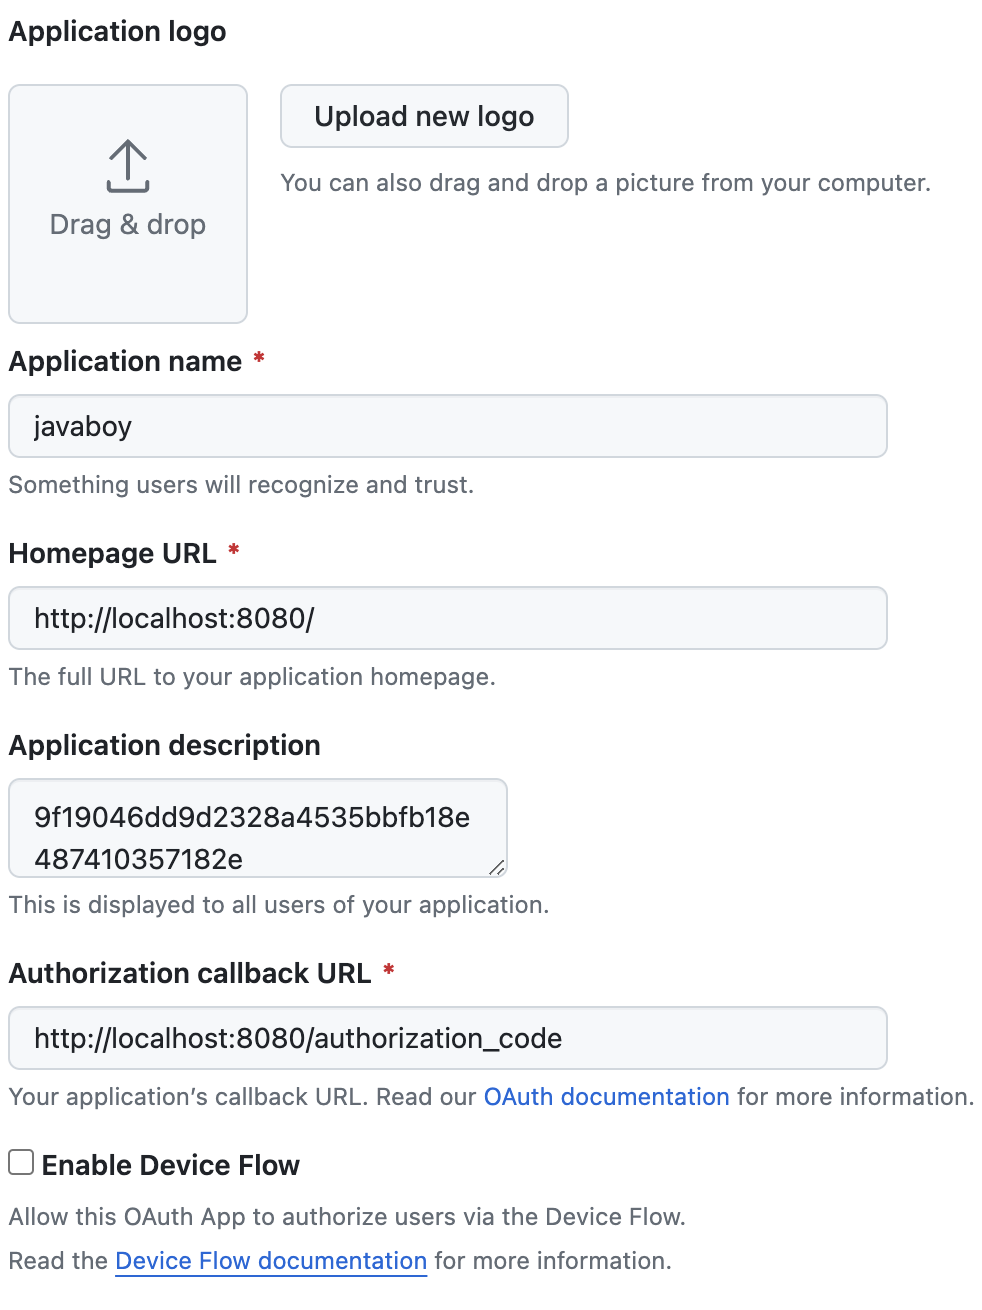 Application logo
Upload new logo
You can also drag and drop a picture from your computer.
Drag & drop
Application name *
javaboy
Something users will recognize and trust.
Homepage URL *
http://localhost:8080/
The full URL to your application homepage.
Application description
9f19046dd9d2328a4535bbfb18e
487410357182e
This is displayed to all users of your application.
Authorization callback URL *
http://localhost:8080/authorization_code
Your application’s callback URL. Read our OAuth documentation for more information.
Enable Device Flow
Allow this OAuth App to authorize users via the Device Flow.
Read the Device Flow documentation for more information.